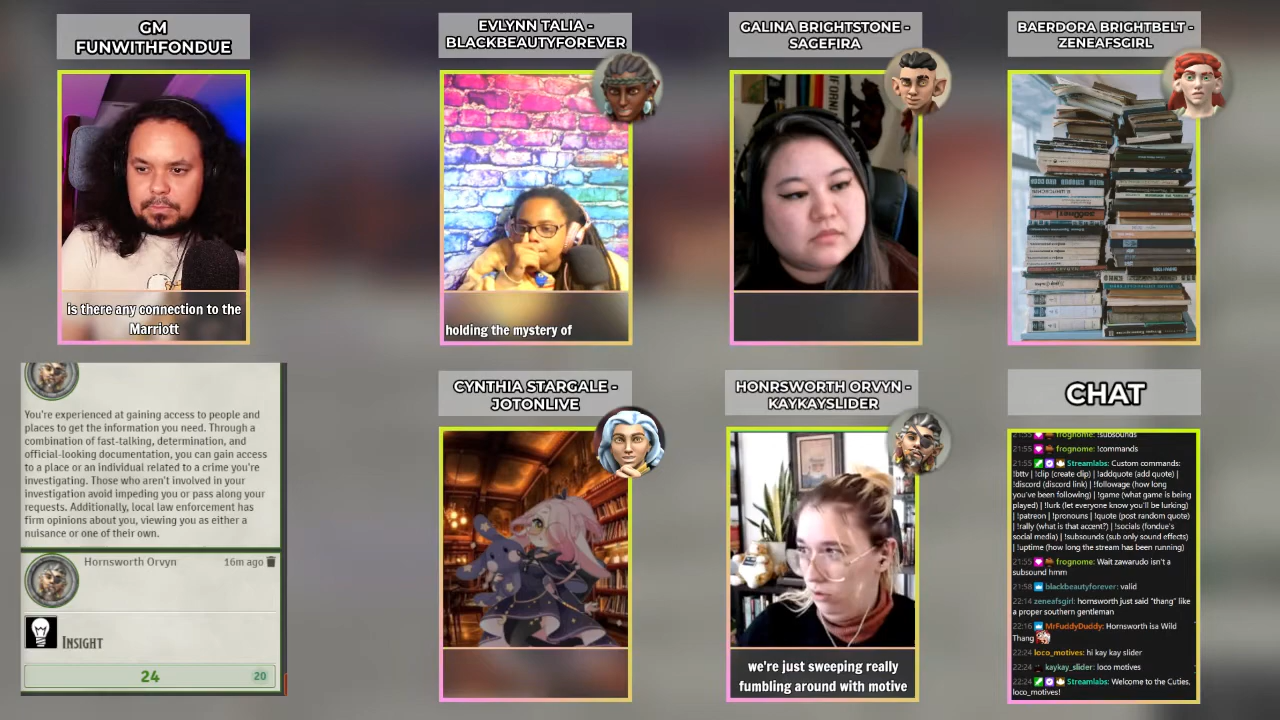 GM
FUNWITHFONDUE
EVLYNN TALIA -
BLACKBEAUTYFOREVER
GALINA BRIGHTSTONE -
SAGEFIRA
BAERDORA BRIGHTBELT -
ZENEAFSGIRL
is there any connection to the
Marriott
holding the mystery of
You're experienced at gaining access to people and
places to get the information you need. Through a
combination of fast-talking, determination, and
official-looking documentation, you can gain access
to a place or an individual related to a crime you're
investigating. Those who aren't involved in your
investigation avoid impeding you or pass along your
requests. Additionally, local law enforcement has
firm opinions about you, viewing you as either a
nuisance or one of their own.
Hornsworth Orvyn 16m ago
INSIGHT
24 20
CYNTHIA STARGALE -
JOTONLIVE
HONRSWORTH ORVYN -
KAYKAYSLIDER
we're just sweeping really
fumbling around with motive
CHAT
21:55 frognome: !subsounds
21:55 frognome: !commands
21:55 Streamlabs: Custom commands:
!bttv | !clip (create clip) | !addquote (add quote) |
!discord (discord link) | !followage (how long
you've been following) | !game (what game is being
played) | !lurk (let everyone know you'll be lurking)
| !patreon | !pronouns | !quote (post random quote)
| !rally (what is that accent?) | !socials (fondue's
social media) | !subsounds (sub only sound effects)
| !uptime (how long the stream has been running)
21:55 frognome: Wait zawarudo isn't a
subsound hmm
21:58 blackbeautyforever: valid
22:14 zeneafsgirl: hornsworth just said "thang" like
a proper southern gentleman
22:16 MrFuddyDuddy: Hornsworth isa Wild
Thang
22:24 loco_motives: hi kay kay slider
22:24 kaykay_slider: loco motives
22:24 Streamlabs: Welcome to the Cuties,
loco_motives!